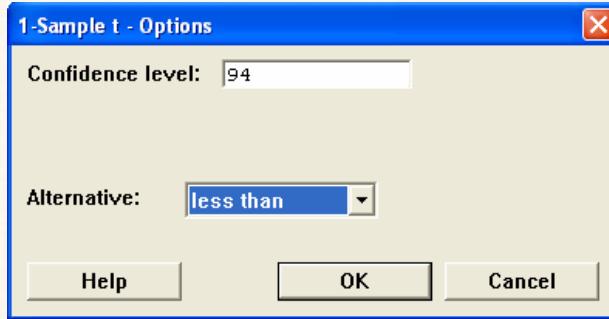 1-Sample t - Options
Confidence level: 94
Alternative: less than
Help OK Cancel